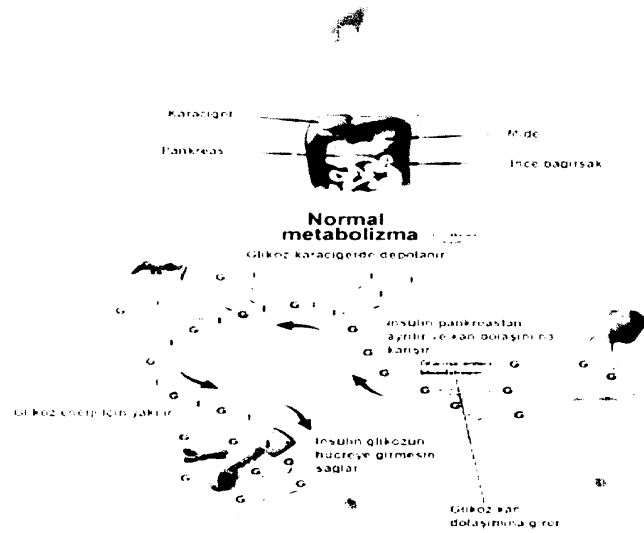 Karaciğer
Mide
Pankreas
İnce bağırsak
Normal
metabolizma
Glikoz karaciğerde depolanır
G
G
G
G
G
İnsülin pankreastan
ayrılır ve kan dolaşımına
karışır
G
G
G
G
G
G
G
G
G
G
G
G
G
G
Glikoz enerji için yakılır
G
G
İnsülin glikozun
hücreye girmesin
sağlar
G
G
G
G
G
Glikoz kan
dolaşımına girer